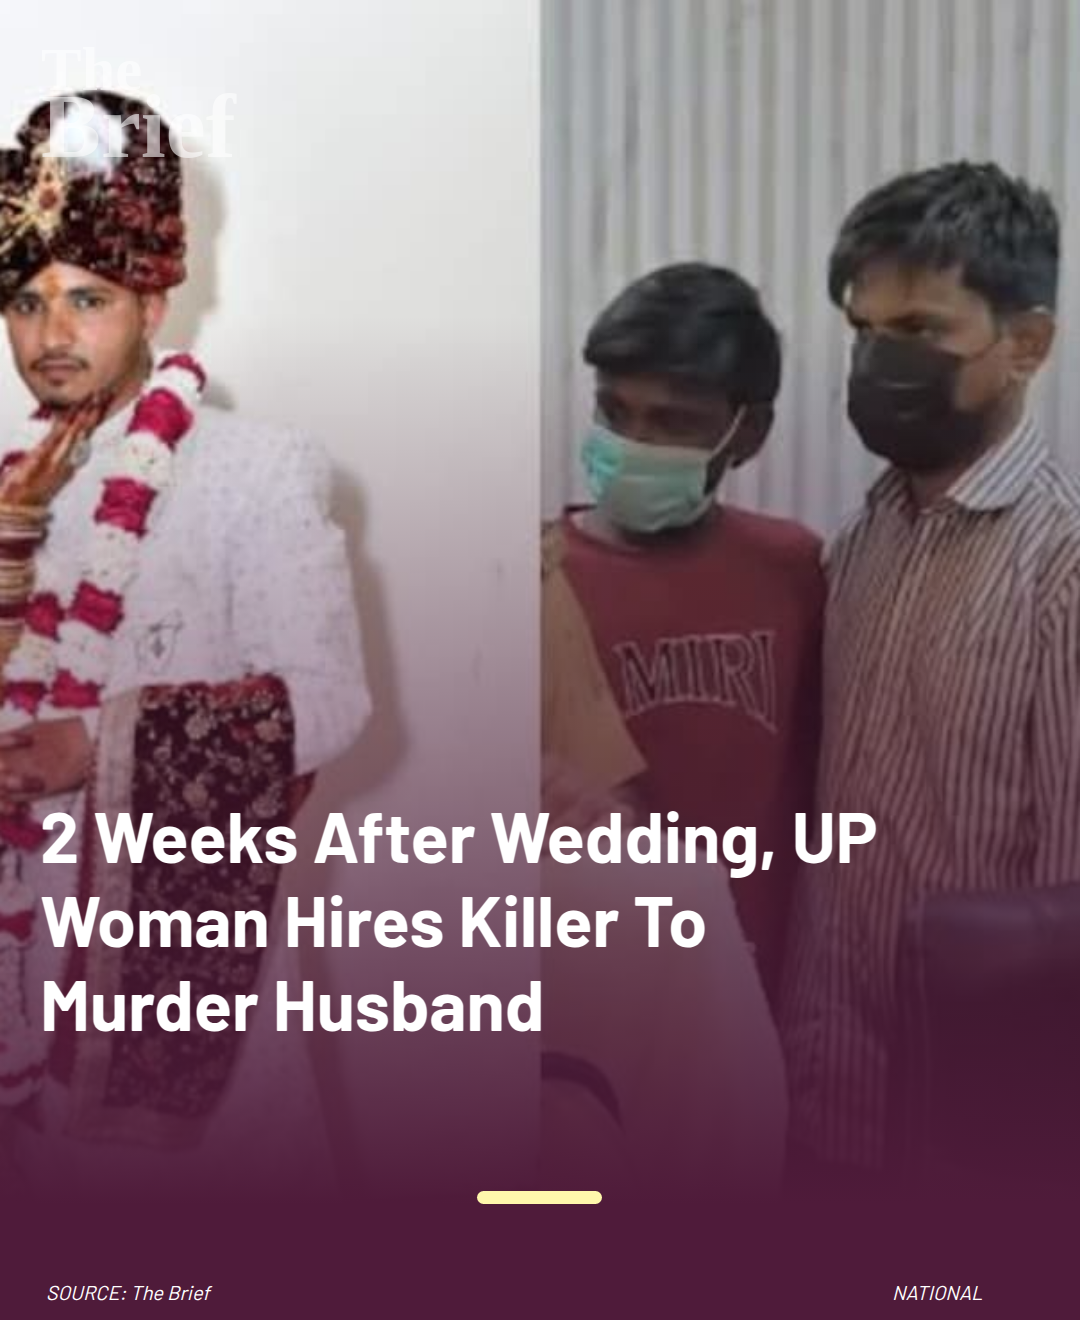 The
Brief
MIRI
2 Weeks After Wedding, UP
Woman Hires Killer To
Murder Husband
SOURCE: The Brief
NATIONAL